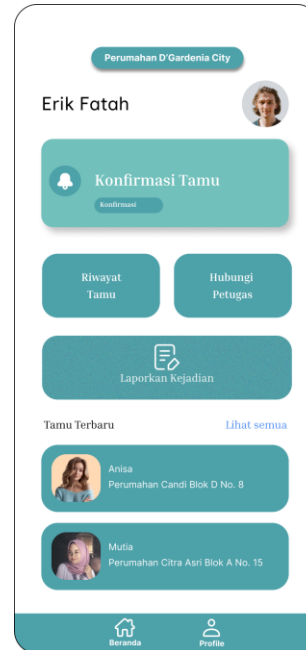 Perumahan D'Gardenia City
Erik Fatah
Konfirmasi Tamu
Konfirmasi
Riwayat
Tamu
Hubungi
Petugas
Laporkan Kejadian
Tamu Terbaru
Lihat semua
Anisa
Perumahan Candi Blok D No. 8
Mutia
Perumahan Citra Asri Blok A No. 15
Beranda
Profile